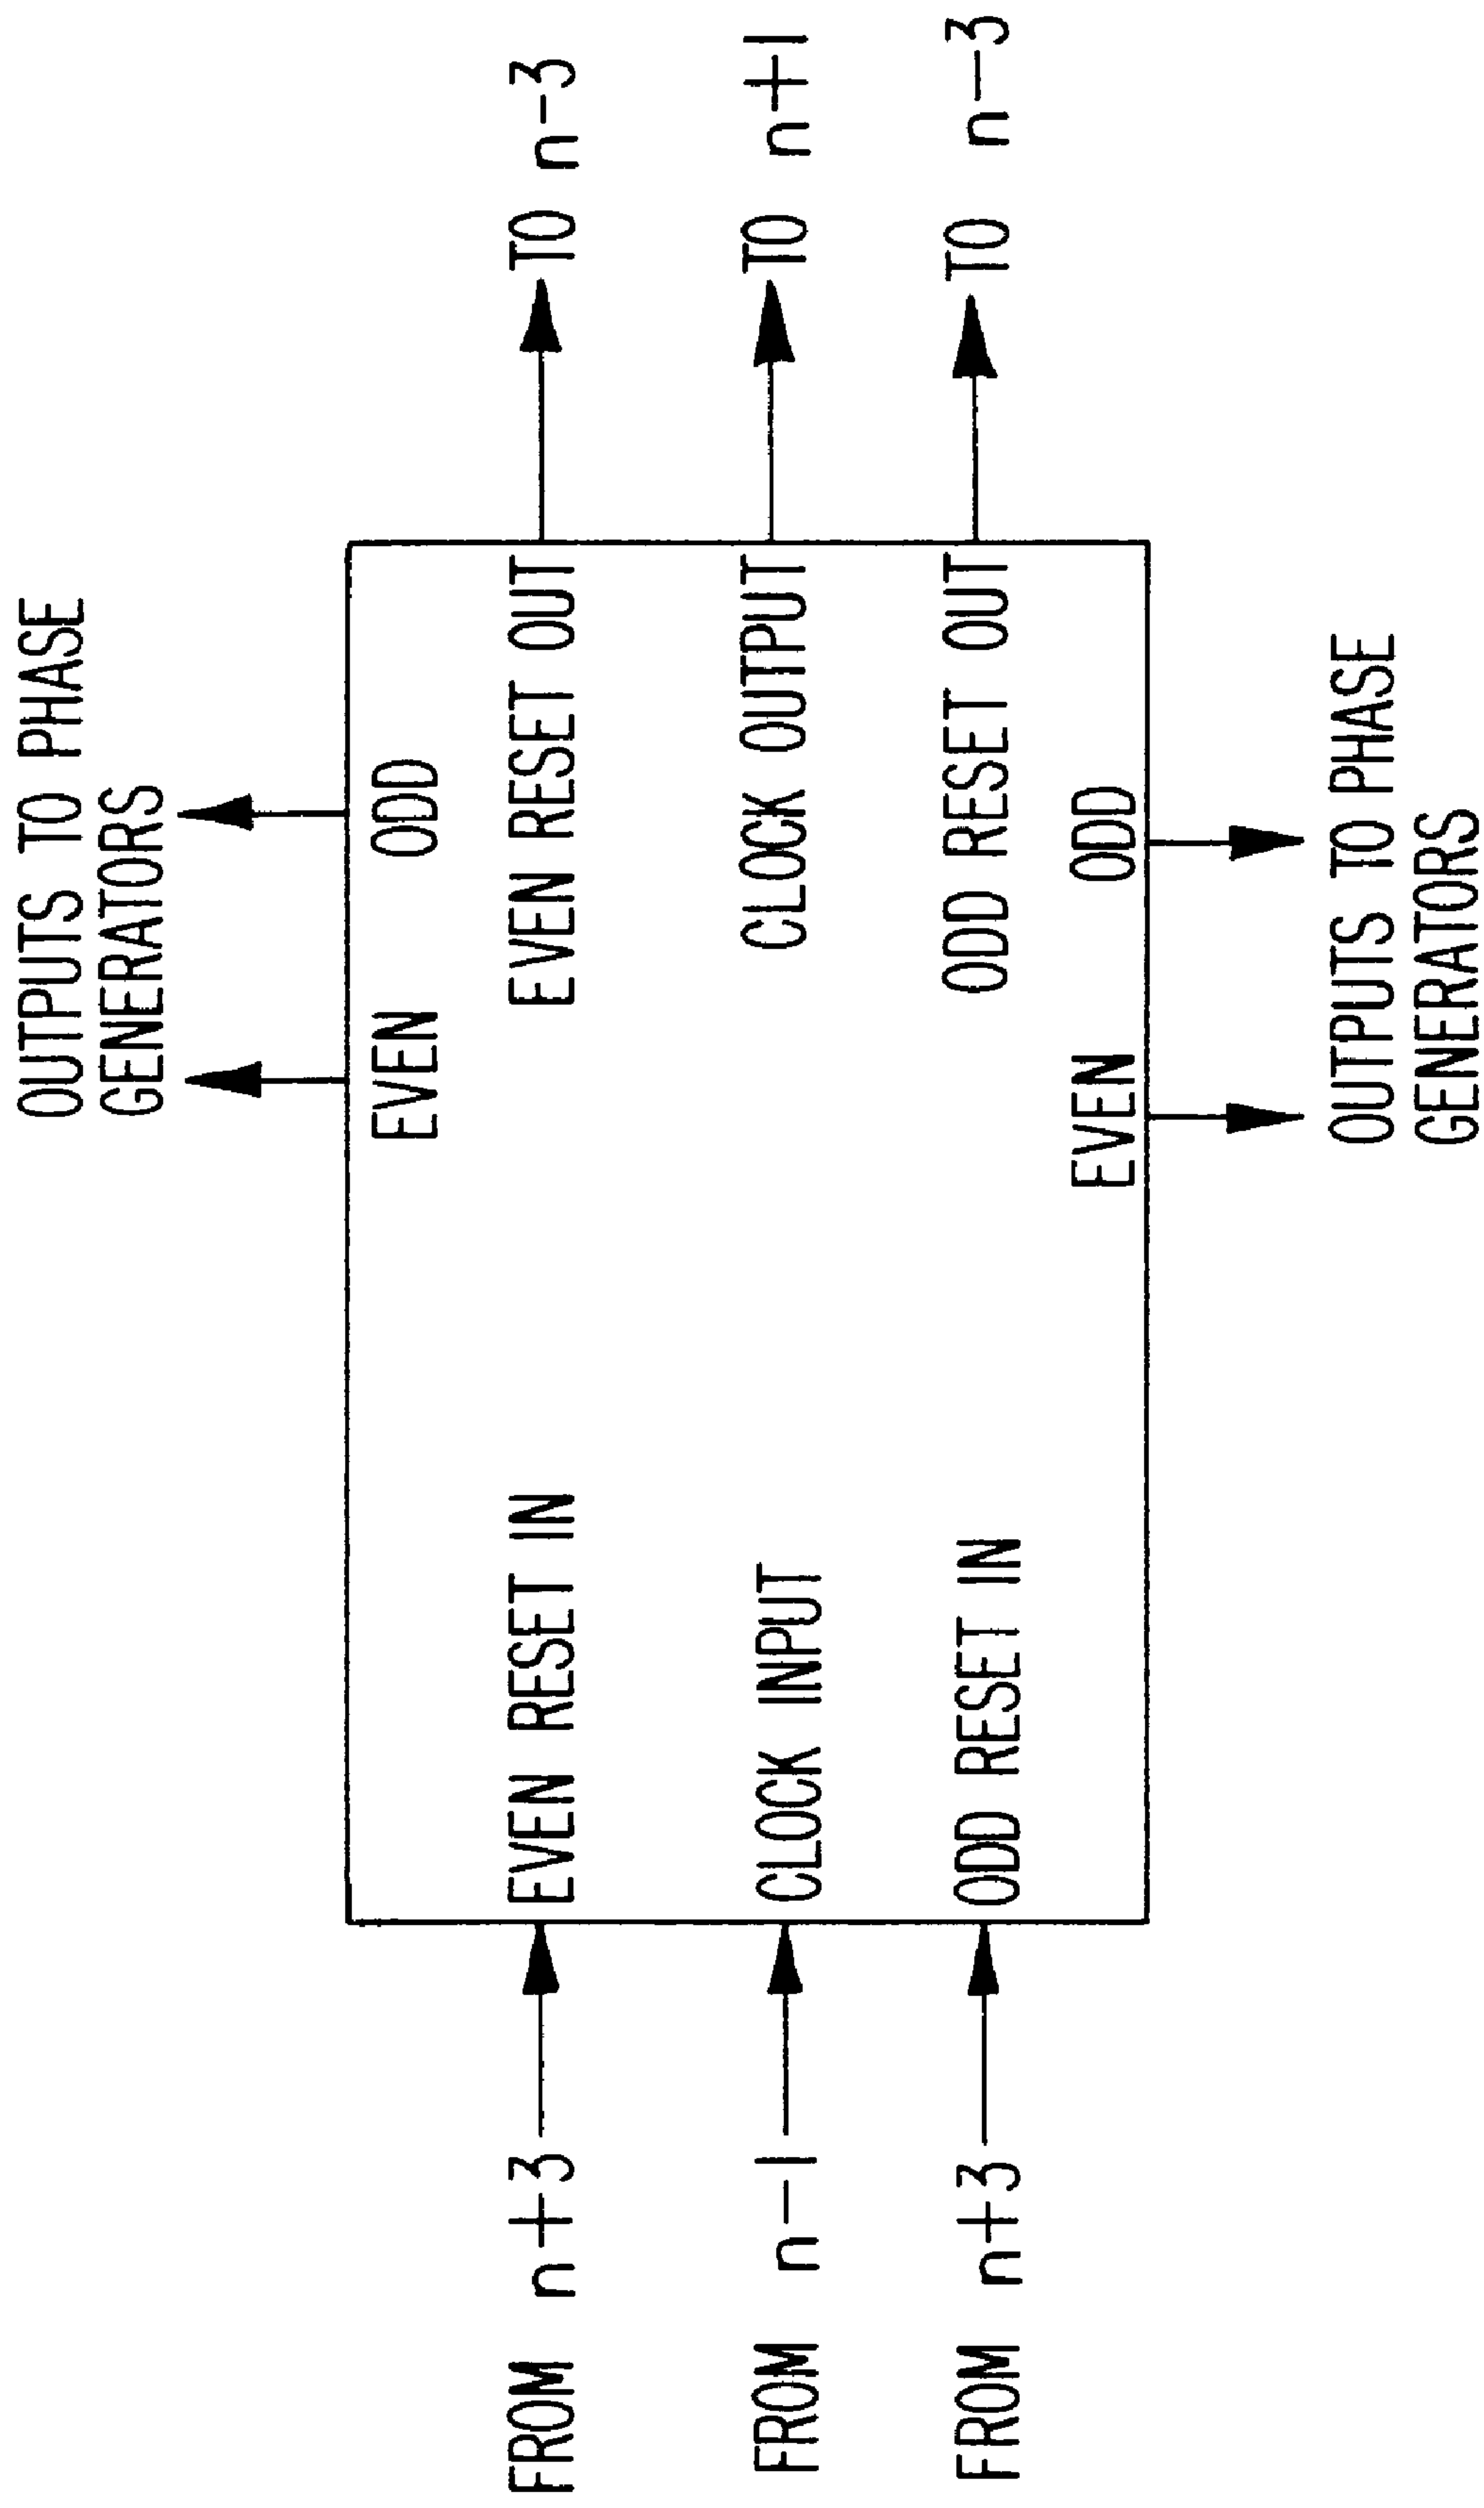 OUTPUTS TO PHASE
GENERATORS
EVEN ODD
FROM n+3 EVEN RESET IN EVEN RESET OUT TO n-3
FROM n-1 CLOCK INPUT CLOCK OUTPUT TO n+1
FROM n+3 ODD RESET IN ODD RESET OUT TO n-3
EVEN ODD
OUTPUTS TO PHASE
GENERATORS